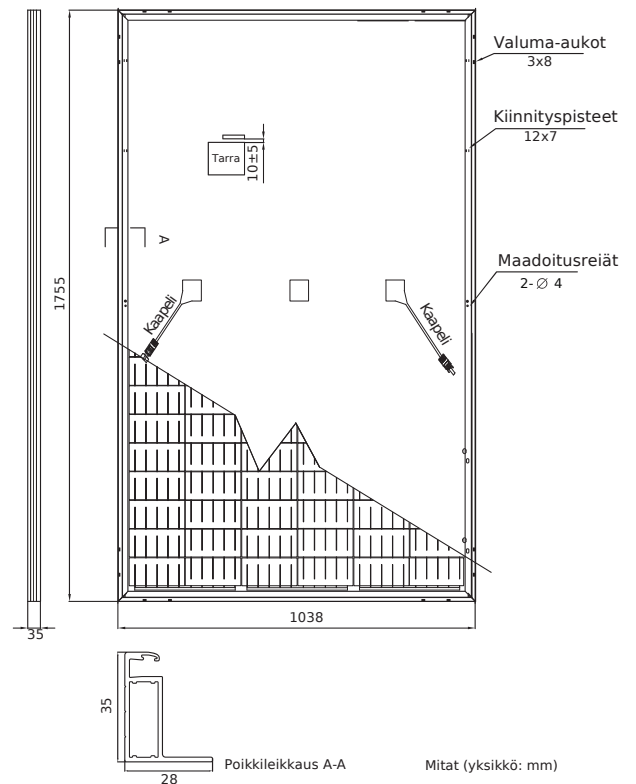 Valuma-aukot
3x8
Kiinnityspisteet
12x7
Tarra
10±5
A
Maadoitusreiät
2- ∅ 4
1755
Kaapeli
Kaapeli
35
1038
35
28
Poikkileikkaus A-A
Mitat (yksikkö: mm)